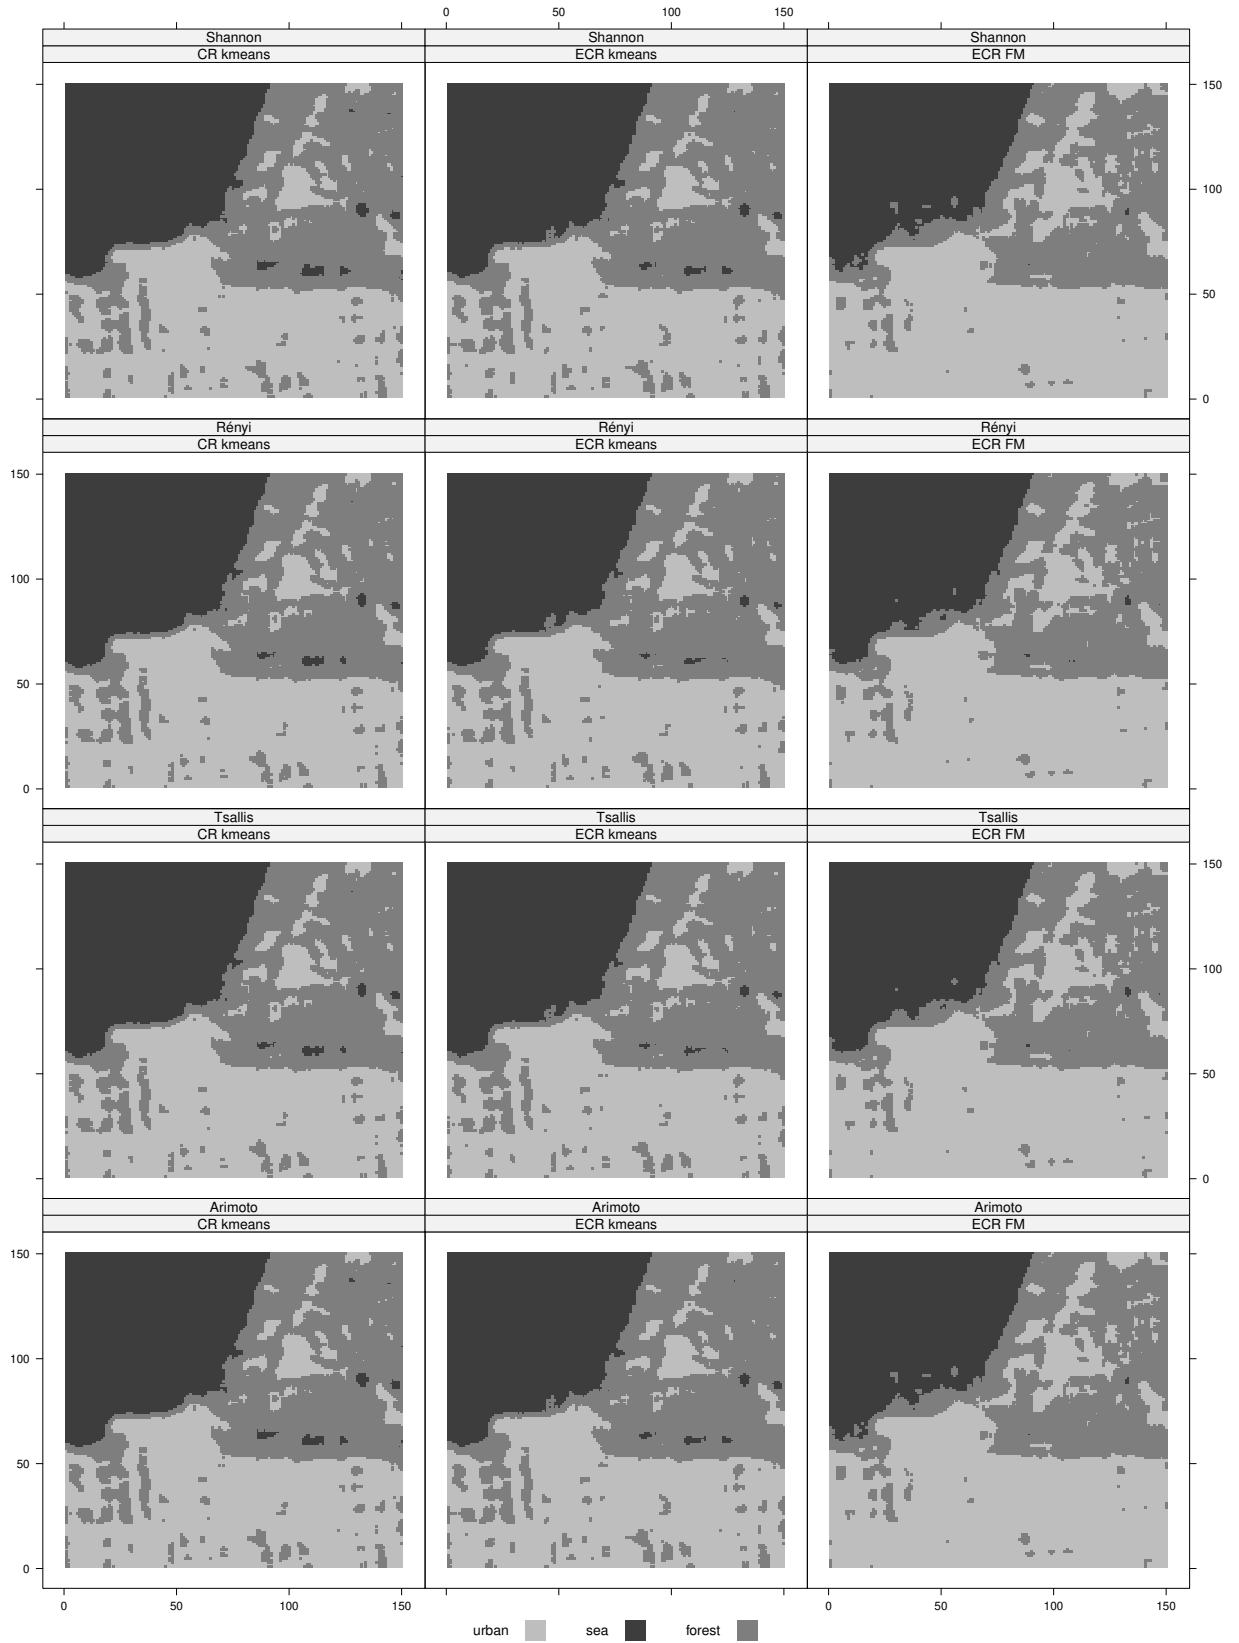 0 50 100 150
Shannon Shannon Shannon
CR kmeans ECR kmeans ECR FM
150
100
50
0
Rényi Rényi Rényi
CR kmeans ECR kmeans ECR FM
150
100
50
0
Tsallis Tsallis Tsallis
CR kmeans ECR kmeans ECR FM
150
100
50
0
Arimoto Arimoto Arimoto
CR kmeans ECR kmeans ECR FM
150
100
50
0
0 50 100 150 0 50 100 150
urban sea forest